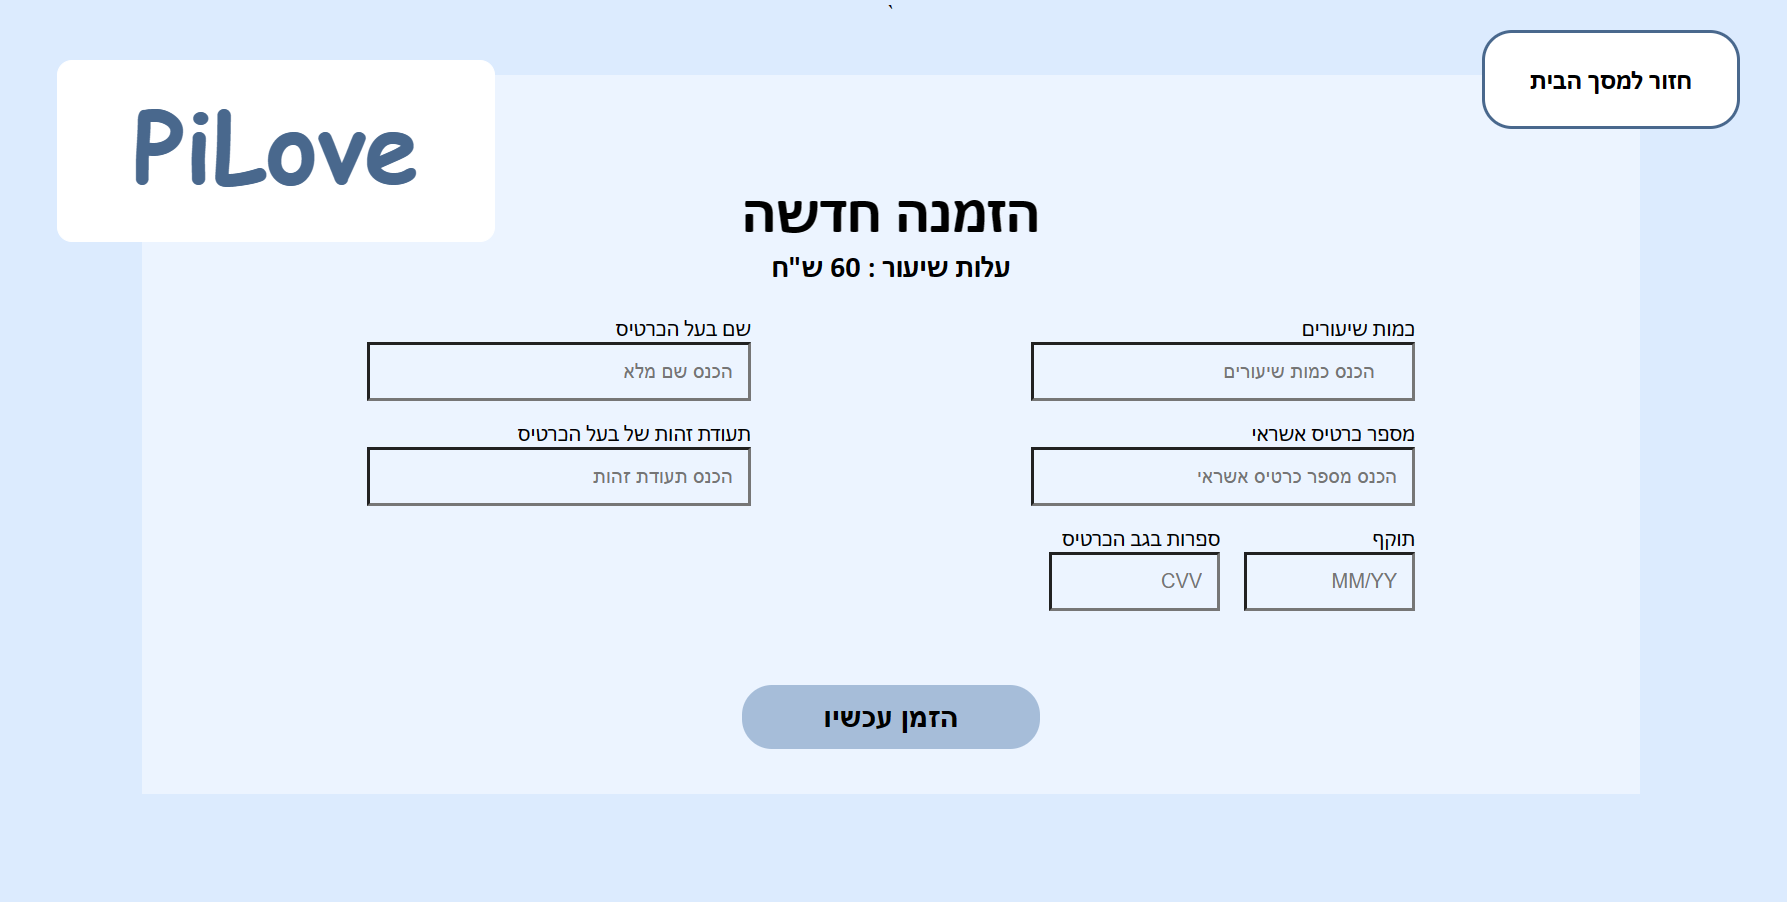 `
חזור למסך הבית
PiLove
הזמנה חדשה
עלות שיעור : 60 ש"ח
כמות שיעורים
הכנס כמות שיעורים
שם בעל הכרטיס
הכנס שם מלא
מספר כרטיס אשראי
הכנס מספר כרטיס אשראי
תעודת זהות של בעל הכרטיס
הכנס תעודת זהות
תוקף
MM/YY
ספרות בגב הכרטיס
CVV
הזמן עכשיו